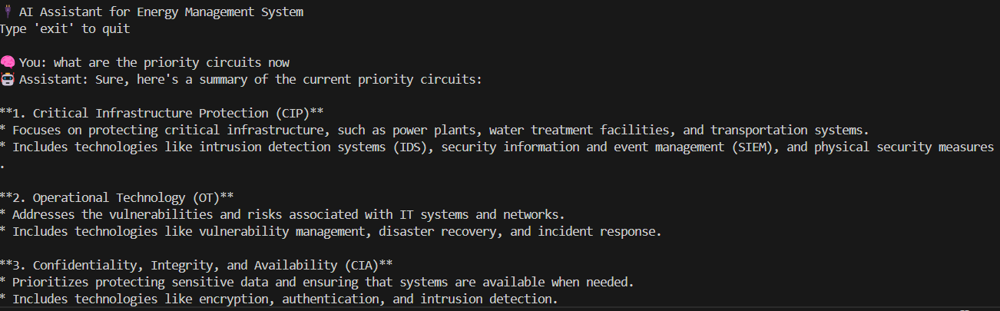 🔌 AI Assistant for Energy Management System
Type 'exit' to quit
🧠 You: what are the priority circuits now
🤖 Assistant: Sure, here's a summary of the current priority circuits:
**1. Critical Infrastructure Protection (CIP)**
* Focuses on protecting critical infrastructure, such as power plants, water treatment facilities, and transportation systems.
* Includes technologies like intrusion detection systems (IDS), security information and event management (SIEM), and physical security measures
.
**2. Operational Technology (OT)**
* Addresses the vulnerabilities and risks associated with IT systems and networks.
* Includes technologies like vulnerability management, disaster recovery, and incident response.
**3. Confidentiality, Integrity, and Availability (CIA)**
* Prioritizes protecting sensitive data and ensuring that systems are available when needed.
* Includes technologies like encryption, authentication, and intrusion detection.